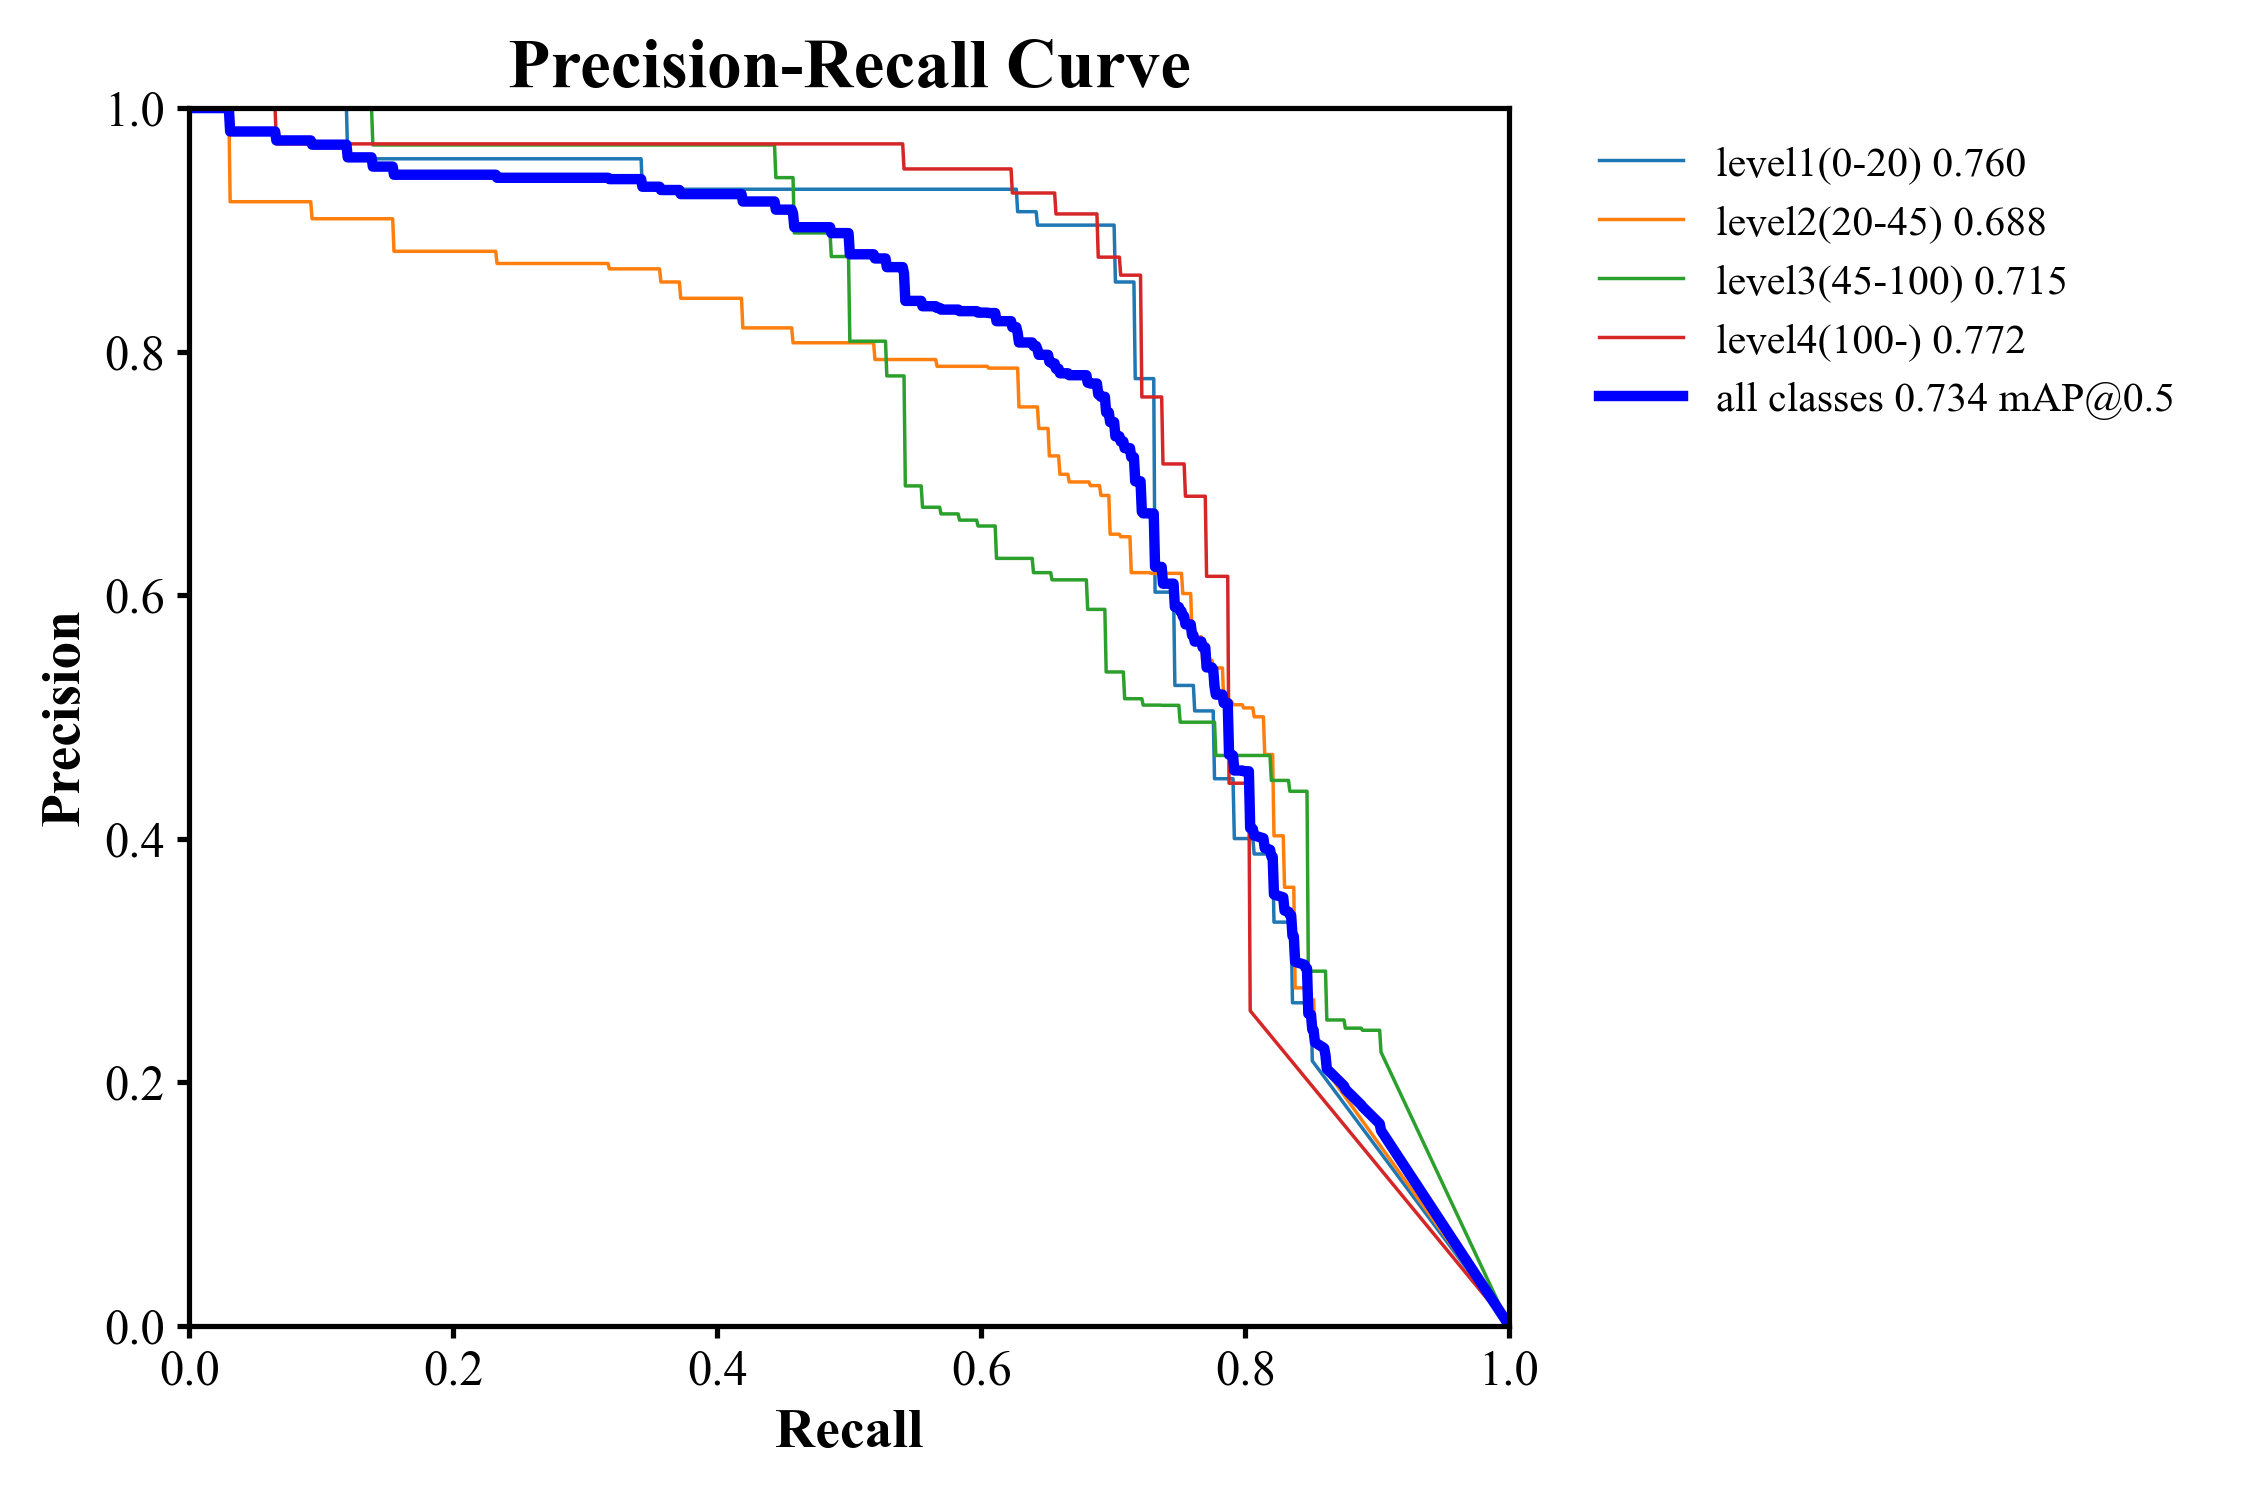 Precision-Recall Curve
1.0
0.8
0.6
0.4
0.2
0.0
Precision
0.0 0.2 0.4 0.6 0.8 1.0
Recall
level1(0-20) 0.760
level2(20-45) 0.688
level3(45-100) 0.715
level4(100-) 0.772
all classes 0.734 mAP@0.5